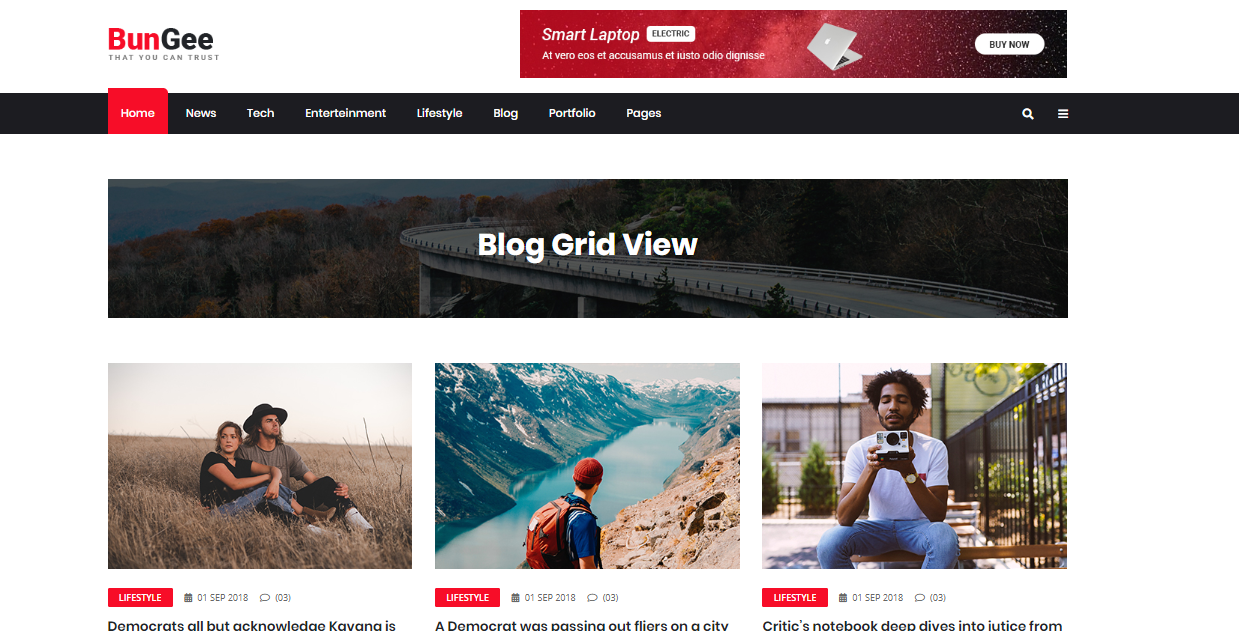 BunGee
THAT YOU CAN TRUST
Smart Laptop ELECTRIC
At vero eos et accusamus et iusto odio dignisse
BUY NOW
Home News Tech Enterteinment Lifestyle Blog Portfolio Pages
Blog Grid View
LIFESTYLE 01 SEP 2018 (03)
Democrats all but acknowledge Kavana is
LIFESTYLE 01 SEP 2018 (03)
A Democrat was passing out fliers on a city
LIFESTYLE 01 SEP 2018 (03)
Critic's notebook deep dives into jutice from